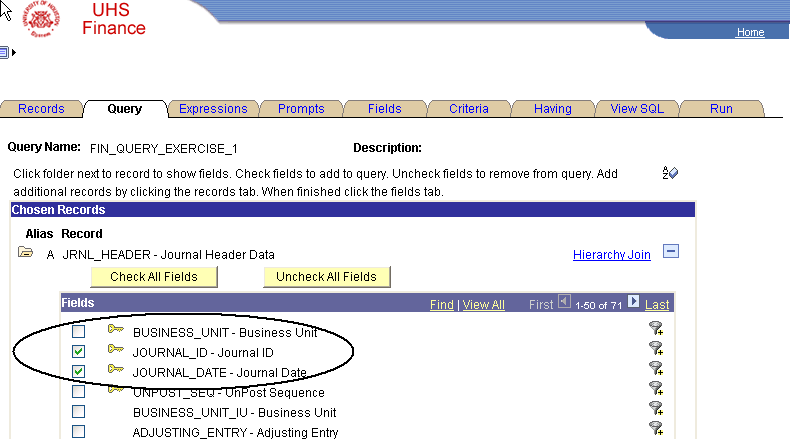 UHS
Finance
Home
Records Query Expressions Prompts Fields Criteria Having View SQL Run
Query Name: FIN_QUERY_EXERCISE_1 Description:
Click folder next to record to show fields. Check fields to add to query. Uncheck fields to remove from query. Add
additional records by clicking the records tab. When finished click the fields tab.
Chosen Records
Alias Record
A JRNL_HEADER - Journal Header Data Hierarchy Join
Check All Fields Uncheck All Fields
Fields Find | View All First 1-50 of 71 Last
BUSINESS_UNIT - Business Unit
JOURNAL_ID - Journal ID
JOURNAL_DATE - Journal Date
UNPOST_SEQ - UnPost Sequence
BUSINESS_UNIT_IU - Business Unit
ADJUSTING_ENTRY - Adjusting Entry